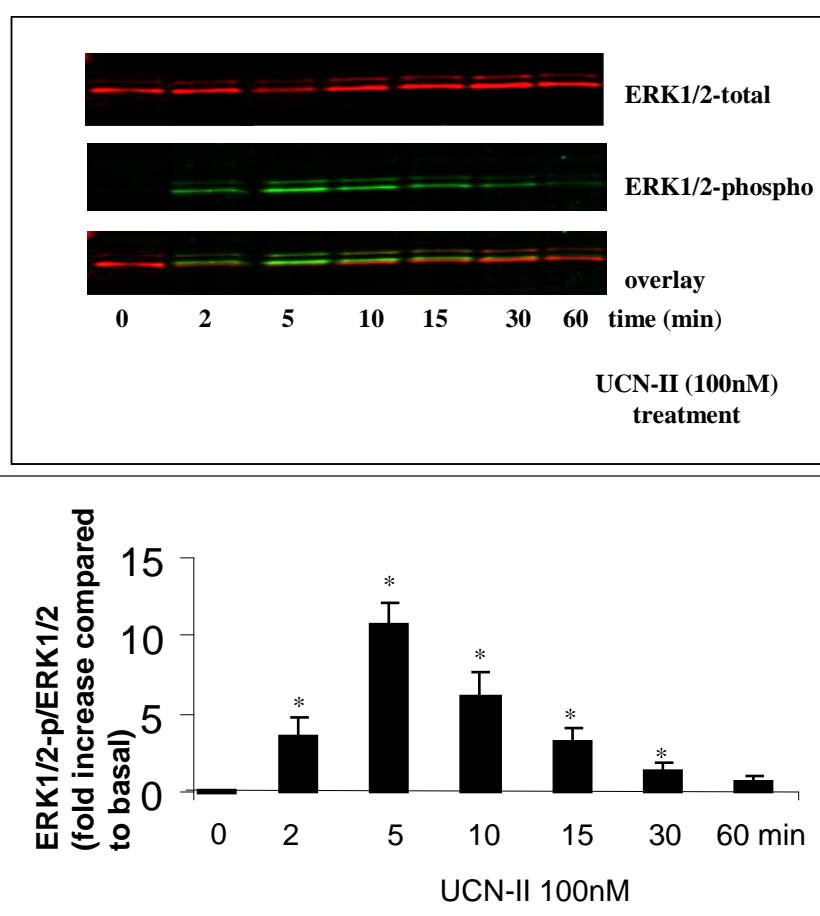 ERK1/2-total
ERK1/2-phospho
overlay
0 2 5 10 15 30 60 time (min)
UCN-II (100nM)
treatment
ERK1/2-p/ERK1/2
(fold increase compared
to basal)
15
10
5
0
* * * * *
0 2 5 10 15 30 60 min
UCN-II 100nM